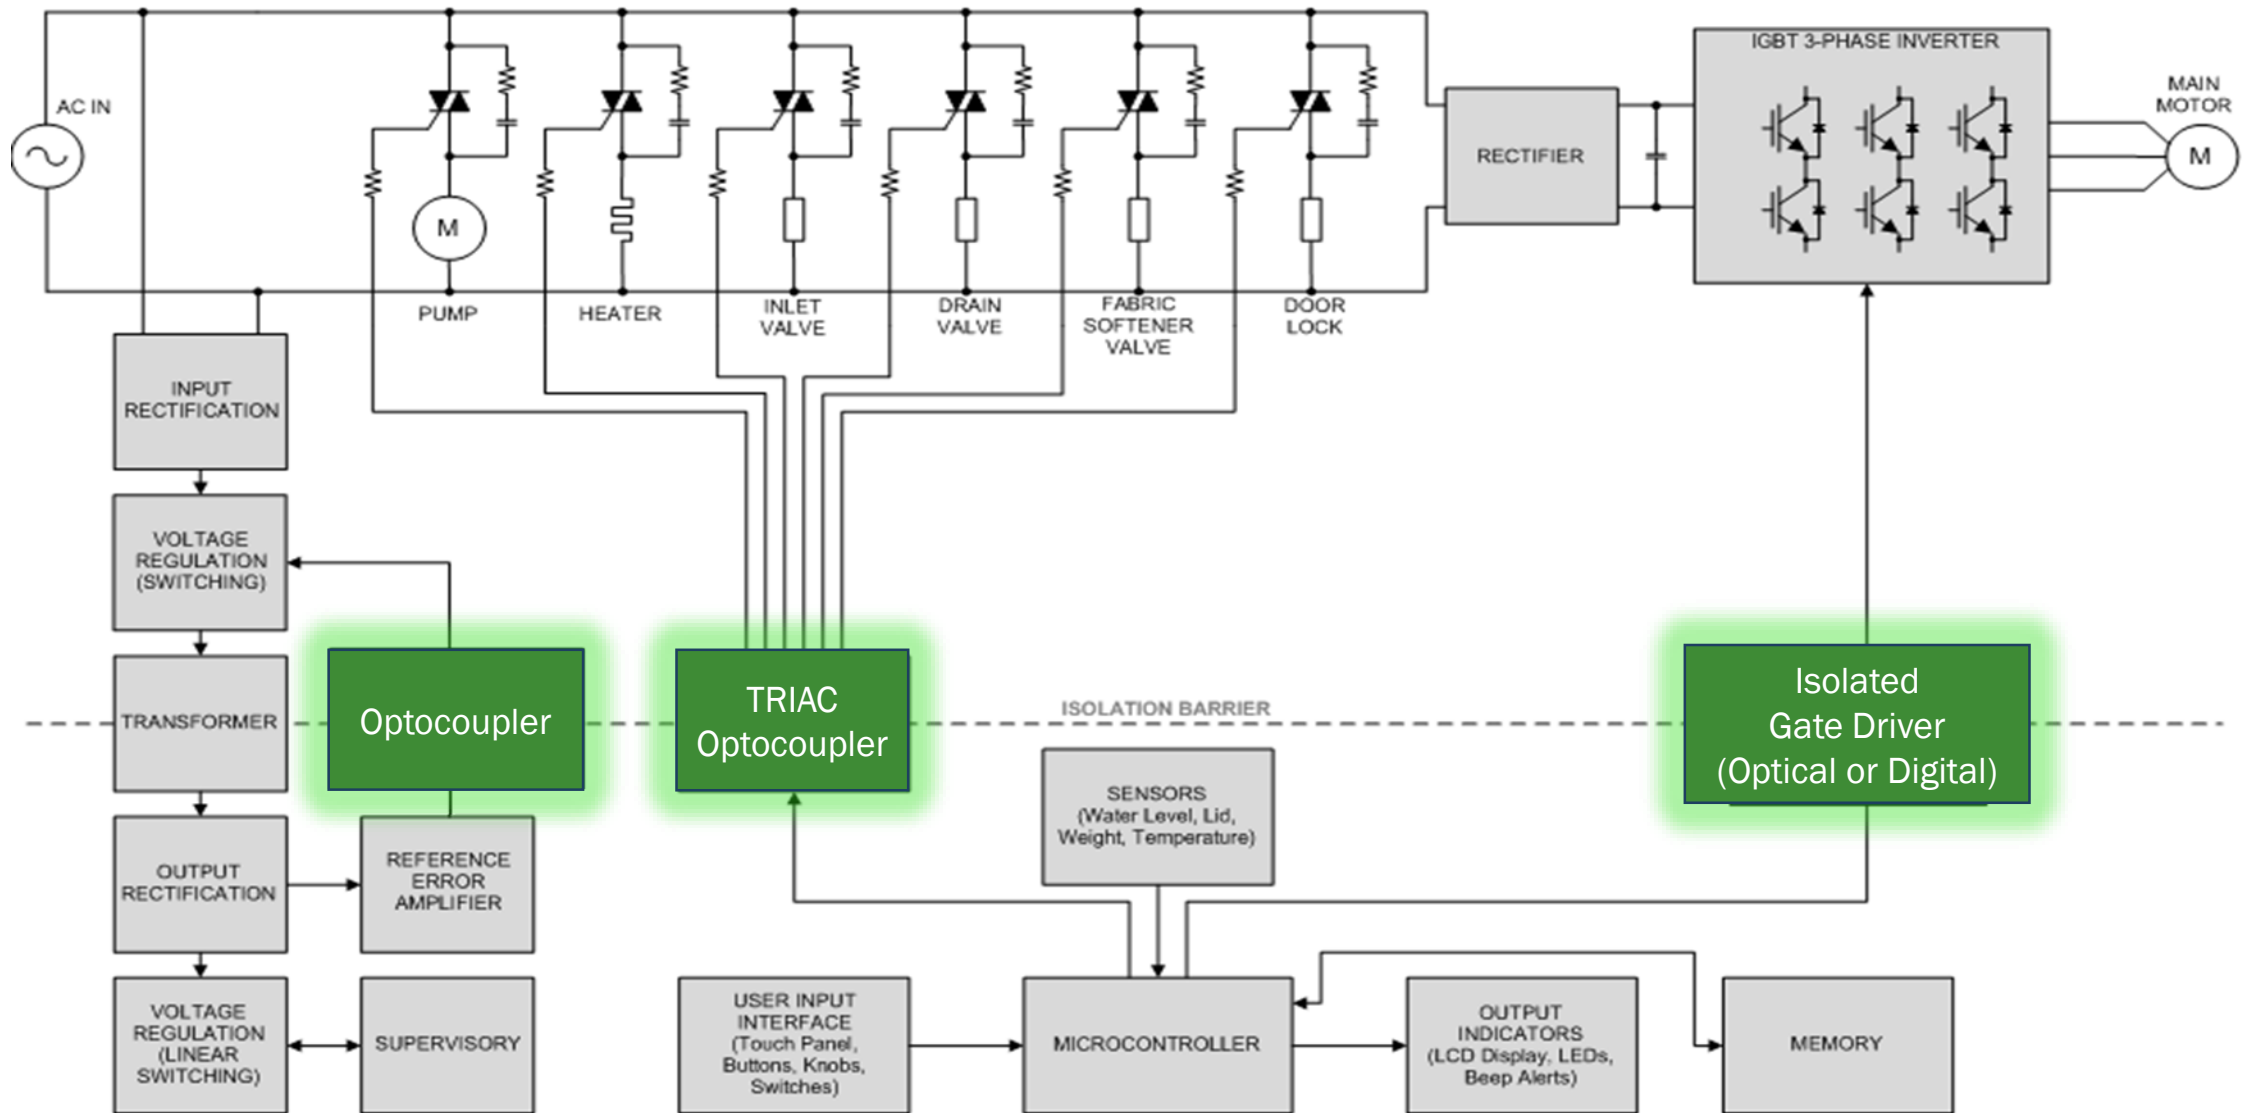 IGBT 3-PHASE INVERTER
AC IN
MAIN
MOTOR
RECTIFIER
M
M
PUMP
HEATER
INLET
VALVE
DRAIN
VALVE
FABRIC
SOFTENER
VALVE
DOOR
LOCK
INPUT
RECTIFICATION
VOLTAGE
REGULATION
(SWITCHING)
TRANSFORMER
Optocoupler
TRIAC
Optocoupler
ISOLATION BARRIER
Isolated
Gate Driver
(Optical or Digital)
SENSORS
(Water Level, Lid,
Weight, Temperature)
OUTPUT
RECTIFICATION
REFERENCE
ERROR
AMPLIFIER
VOLTAGE
REGULATION
(LINEAR
SWITCHING)
SUPERVISORY
USER INPUT
INTERFACE
(Touch Panel,
Buttons, Knobs,
Switches)
MICROCONTROLLER
OUTPUT
INDICATORS
(LCD Display, LEDs,
Beep Alerts)
MEMORY